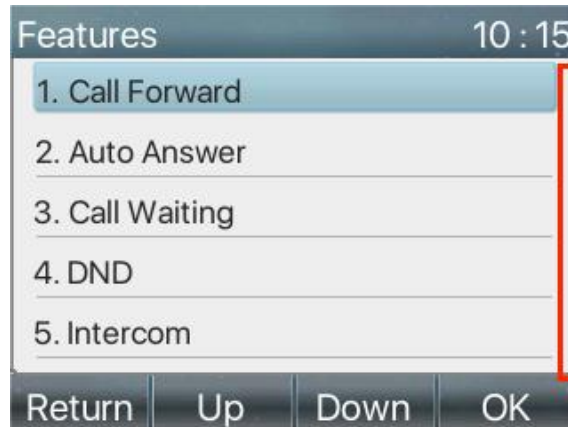 Features 10 : 15
1. Call Forward
2. Auto Answer
3. Call Waiting
4. DND
5. Intercom
Return Up Down OK